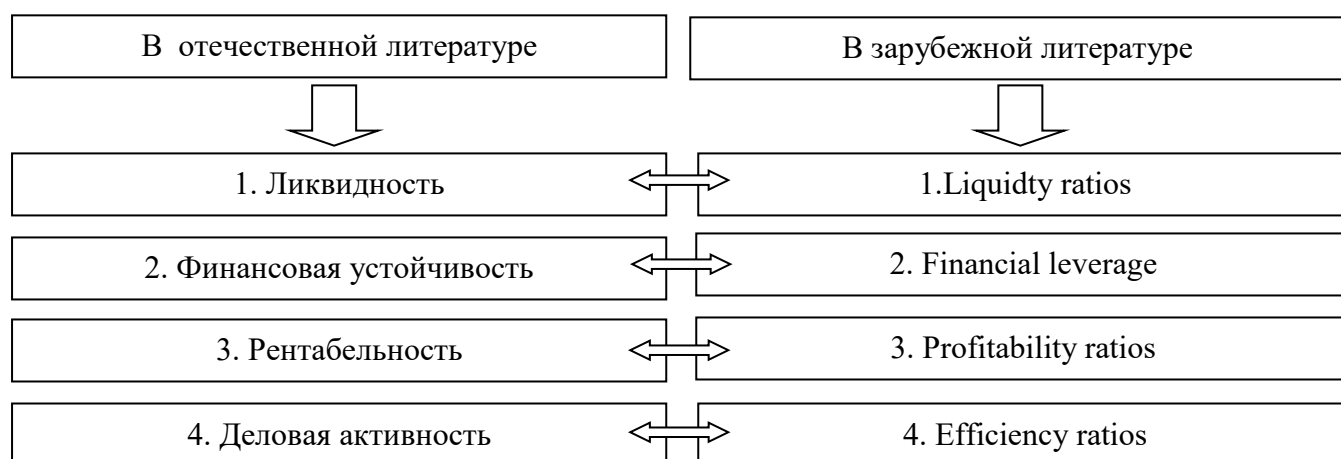 В отечественной литературе
В зарубежной литературе
1. Ликвидность
1.Liquidty ratios
2. Финансовая устойчивость
2. Financial leverage
3. Рентабельность
3. Profitability ratios
4. Деловая активность
4. Efficiency ratios